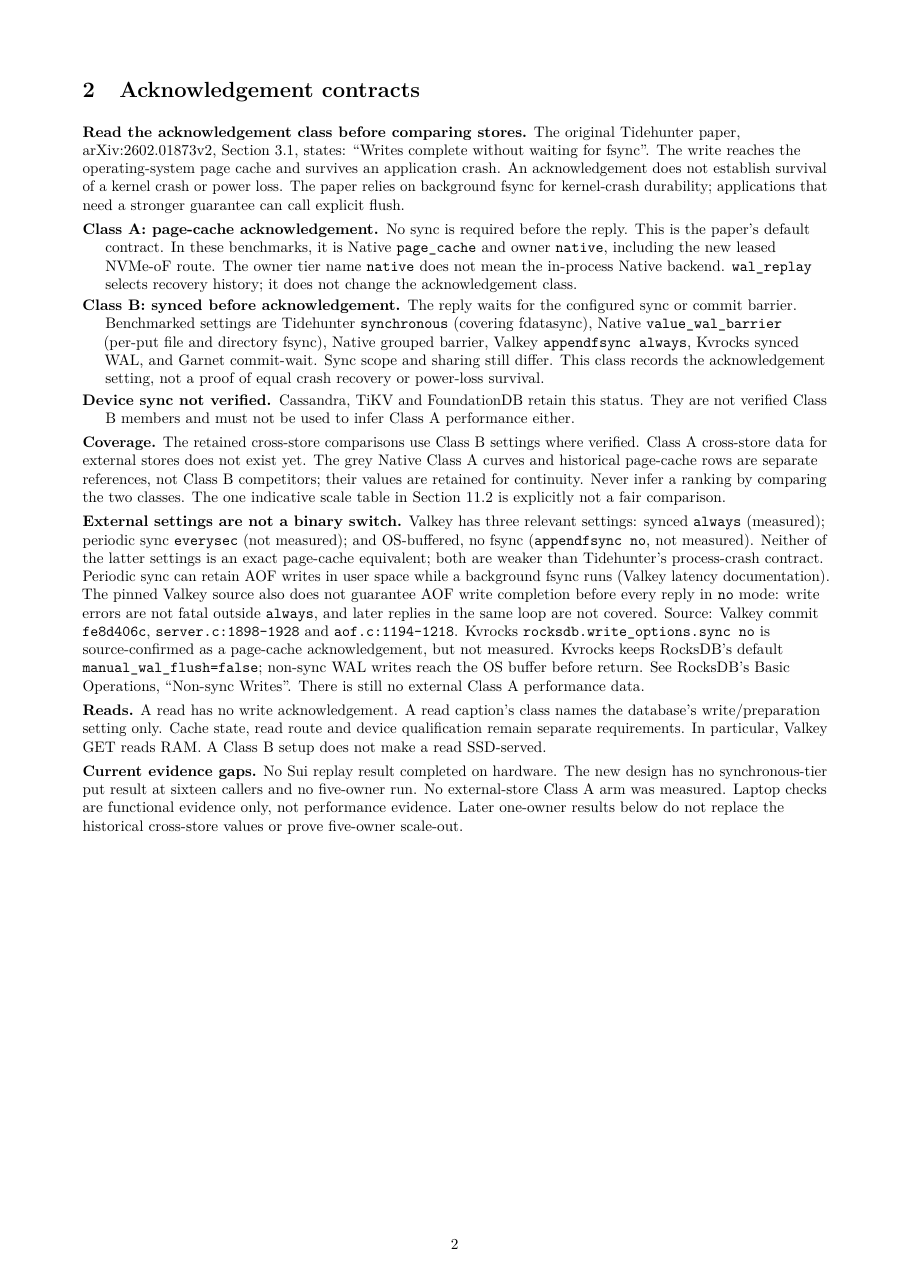 2 Acknowledgement contracts
Read the acknowledgement class before comparing stores. The original Tidehunter paper,
arXiv:2602.01873v2, Section 3.1, states: “Writes complete without waiting for fsync”. The write reaches the
operating-system page cache and survives an application crash. An acknowledgement does not establish survival
of a kernel crash or power loss. The paper relies on background fsync for kernel-crash durability; applications that
need a stronger guarantee can call explicit flush.
Class A: page-cache acknowledgement. No sync is required before the reply. This is the paper’s default
contract. In these benchmarks, it is Native page_cache and owner native, including the new leased
NVMe-oF route. The owner tier name native does not mean the in-process Native backend. wal_replay
selects recovery history; it does not change the acknowledgement class.
Class B: synced before acknowledgement. The reply waits for the configured sync or commit barrier.
Benchmarked settings are Tidehunter synchronous (covering fdatasync), Native value_wal_barrier
(per-put file and directory fsync), Native grouped barrier, Valkey appendfsync always, Kvrocks synced
WAL, and Garnet commit-wait. Sync scope and sharing still differ. This class records the acknowledgement
setting, not a proof of equal crash recovery or power-loss survival.
Device sync not verified. Cassandra, TiKV and FoundationDB retain this status. They are not verified Class
B members and must not be used to infer Class A performance either.
Coverage. The retained cross-store comparisons use Class B settings where verified. Class A cross-store data for
external stores does not exist yet. The grey Native Class A curves and historical page-cache rows are separate
references, not Class B competitors; their values are retained for continuity. Never infer a ranking by comparing
the two classes. The one indicative scale table in Section 11.2 is explicitly not a fair comparison.
External settings are not a binary switch. Valkey has three relevant settings: synced always (measured);
periodic sync everysec (not measured); and OS-buffered, no fsync (appendfsync no, not measured). Neither of
the latter settings is an exact page-cache equivalent; both are weaker than Tidehunter’s process-crash contract.
Periodic sync can retain AOF writes in user space while a background fsync runs (Valkey latency documentation).
The pinned Valkey source also does not guarantee AOF write completion before every reply in no mode: write
errors are not fatal outside always, and later replies in the same loop are not covered. Source: Valkey commit
fe8d406c, server.c:1898-1928 and aof.c:1194-1218. Kvrocks rocksdb.write_options.sync no is
source-confirmed as a page-cache acknowledgement, but not measured. Kvrocks keeps RocksDB’s default
manual_wal_flush=false; non-sync WAL writes reach the OS buffer before return. See RocksDB’s Basic
Operations, “Non-sync Writes”. There is still no external Class A performance data.
Reads. A read has no write acknowledgement. A read caption’s class names the database’s write/preparation
setting only. Cache state, read route and device qualification remain separate requirements. In particular, Valkey
GET reads RAM. A Class B setup does not make a read SSD-served.
Current evidence gaps. No Sui replay result completed on hardware. The new design has no synchronous-tier
put result at sixteen callers and no five-owner run. No external-store Class A arm was measured. Laptop checks
are functional evidence only, not performance evidence. Later one-owner results below do not replace the
historical cross-store values or prove five-owner scale-out.
2